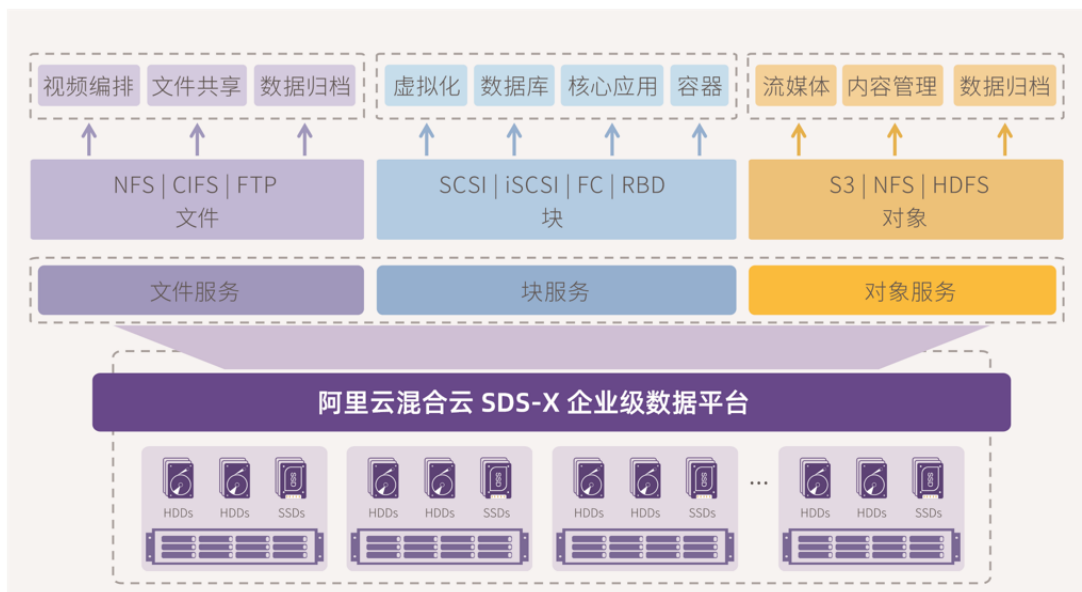 视频编排 文件共享 数据归档 虚拟化 数据库 核心应用 容器 流媒体 内容管理 数据归档
NFS | CIFS | FTP
文件
SCSI | iSCSI | FC | RBD
块
S3 | NFS | HDFS
对象
文件服务 块服务 对象服务
阿里云混合云 SDS-X 企业级数据平台
SSD SSD SSD ... SSD
HDDs HDDs SSDs HDDs HDDs SSDs HDDs HDDs SSDs HDDs HDDs SSDs